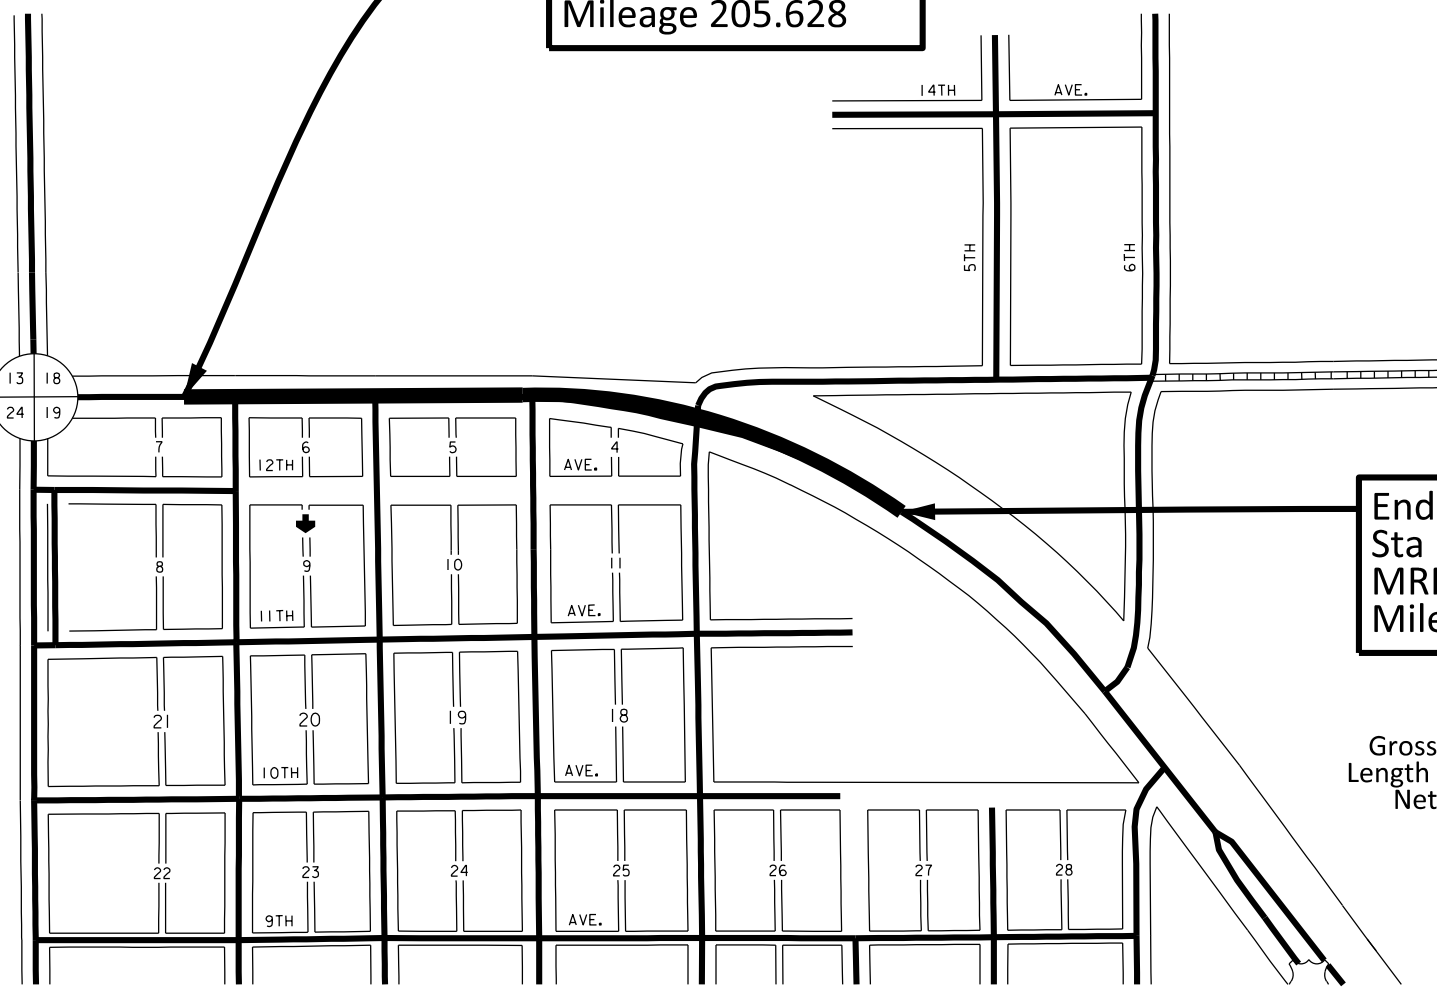 Mileage 205.628
14TH AVE.
5TH
6TH
13 18
24 19
7 6 5 4
12TH AVE.
End
Sta
8 9 10 11
11TH AVE.
21 20 19 18
10TH AVE.
Gross
Length
Net
22 23 24 25 26 27 28
9TH AVE.